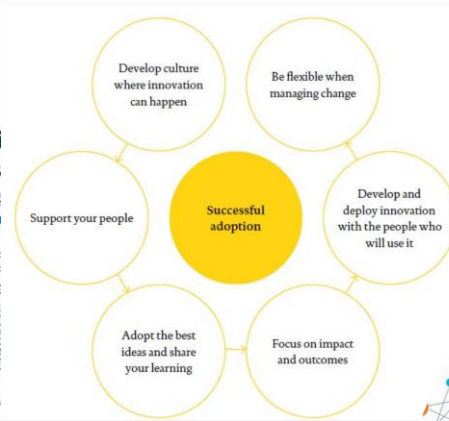 Develop culture
where innovation
can happen
Be flexible when
managing change
Support your people
Successful
adoption
Develop and
deploy innovation
with the people who
will use it
Adopt the best
ideas and share
your learning
Focus on impact
and outcomes